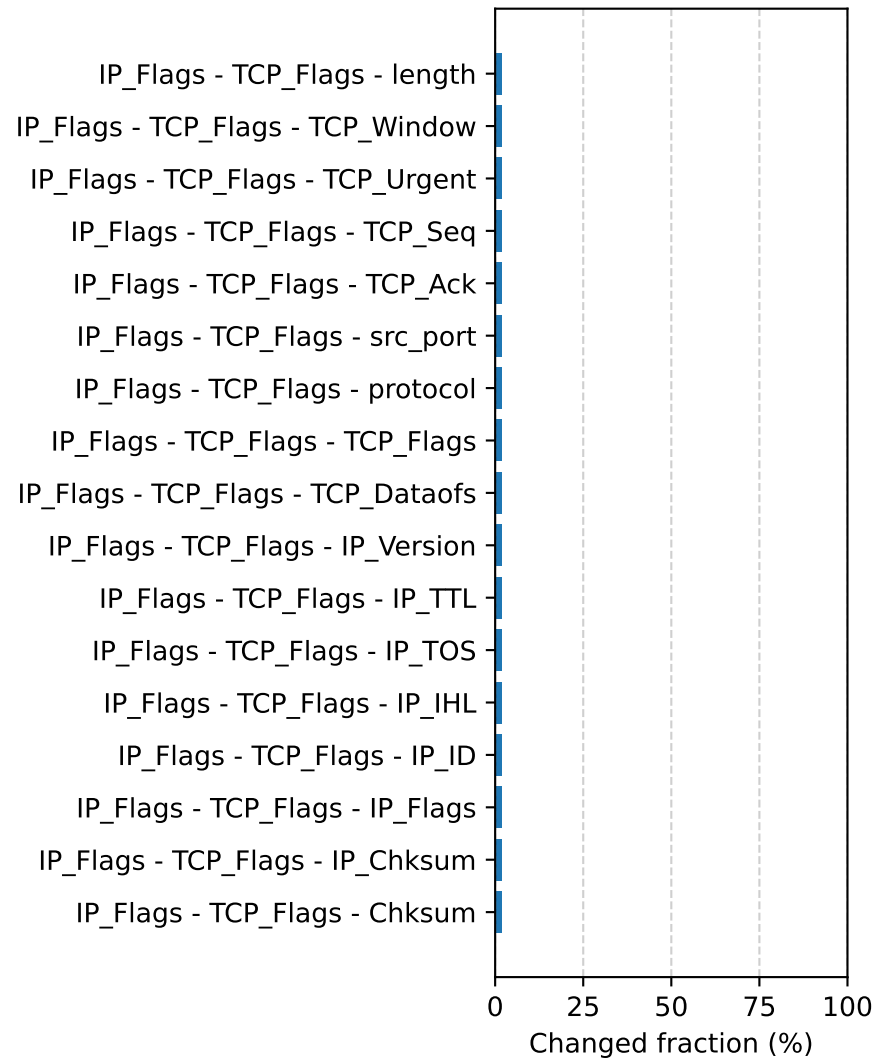 IP_Flags - TCP_Flags - length
IP_Flags - TCP_Flags - TCP_Window
IP_Flags - TCP_Flags - TCP_Urgent
IP_Flags - TCP_Flags - TCP_Seq
IP_Flags - TCP_Flags - TCP_Ack
IP_Flags - TCP_Flags - src_port
IP_Flags - TCP_Flags - protocol
IP_Flags - TCP_Flags - TCP_Flags
IP_Flags - TCP_Flags - TCP_Dataofs
IP_Flags - TCP_Flags - IP_Version
IP_Flags - TCP_Flags - IP_TTL
IP_Flags - TCP_Flags - IP_TOS
IP_Flags - TCP_Flags - IP_IHL
IP_Flags - TCP_Flags - IP_ID
IP_Flags - TCP_Flags - IP_Flags
IP_Flags - TCP_Flags - IP_Chksum
IP_Flags - TCP_Flags - Chksum
0 25 50 75 100
Changed fraction (%)